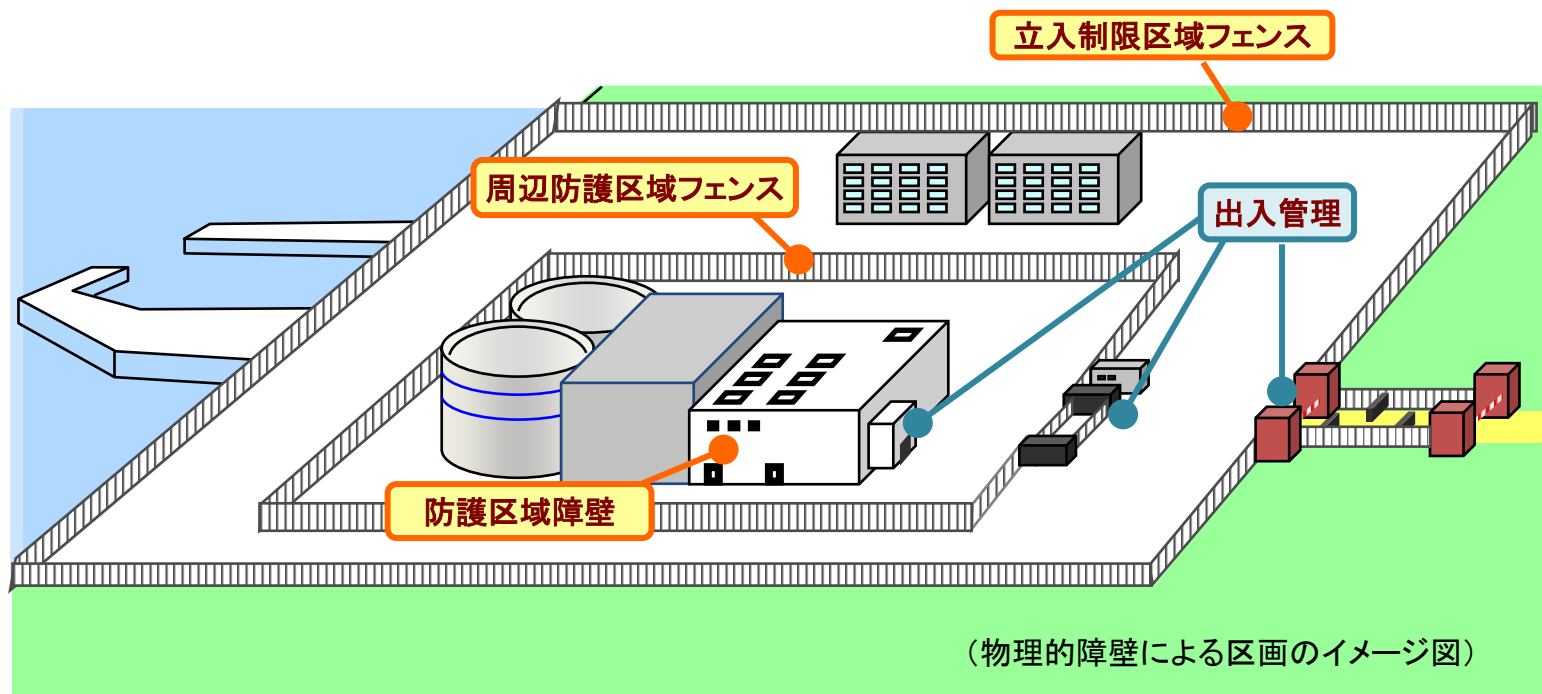 立入制限区域フェンス
周辺防護区域フェンス
出入管理
防護区域障壁
（物理的障壁による区画のイメージ図）